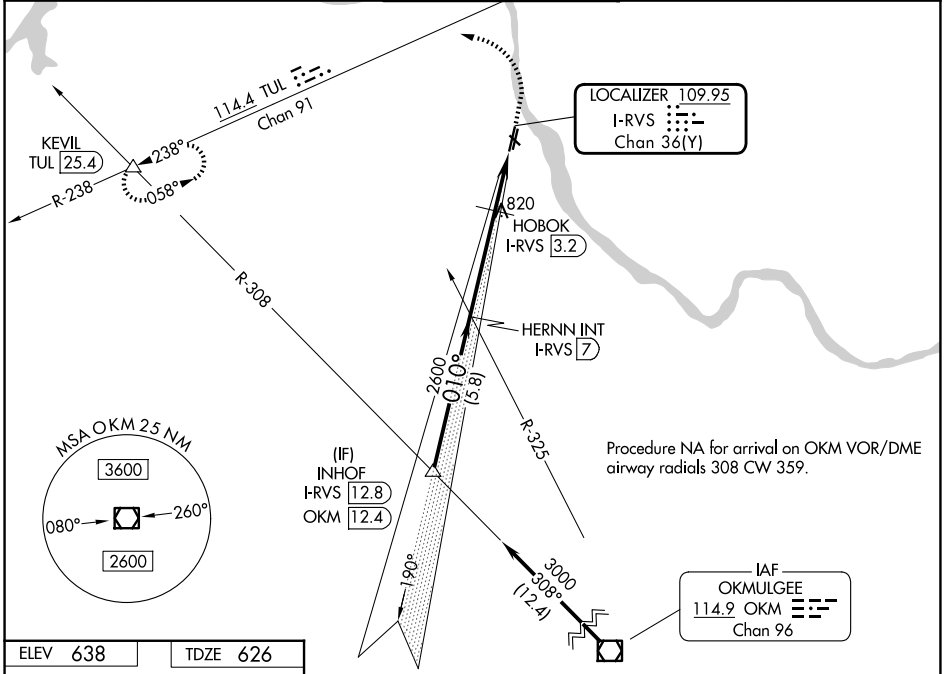 114.4 TUL
Chan 91
LOCALIZER 109.95
I-RVS
Chan 36(Y)
KEVIL
TUL 25.4
238°
058°
R-238
820
HOBOK
I-RVS 3.2
R-308
HERNN INT
I-RVS 7
2600
010°
(5.8)
R-325
MSA OKM 25 NM
3600
080°
260°
2600
(IF)
INHOF
I-RVS 12.8
OKM 12.4
Procedure NA for arrival on OKM VOR/DME
airway radials 308 CW 359.
190°
3000
308°
(12.4)
IAF
OKMULGEE
114.9 OKM
Chan 96
ELEV 638
TDZE 626